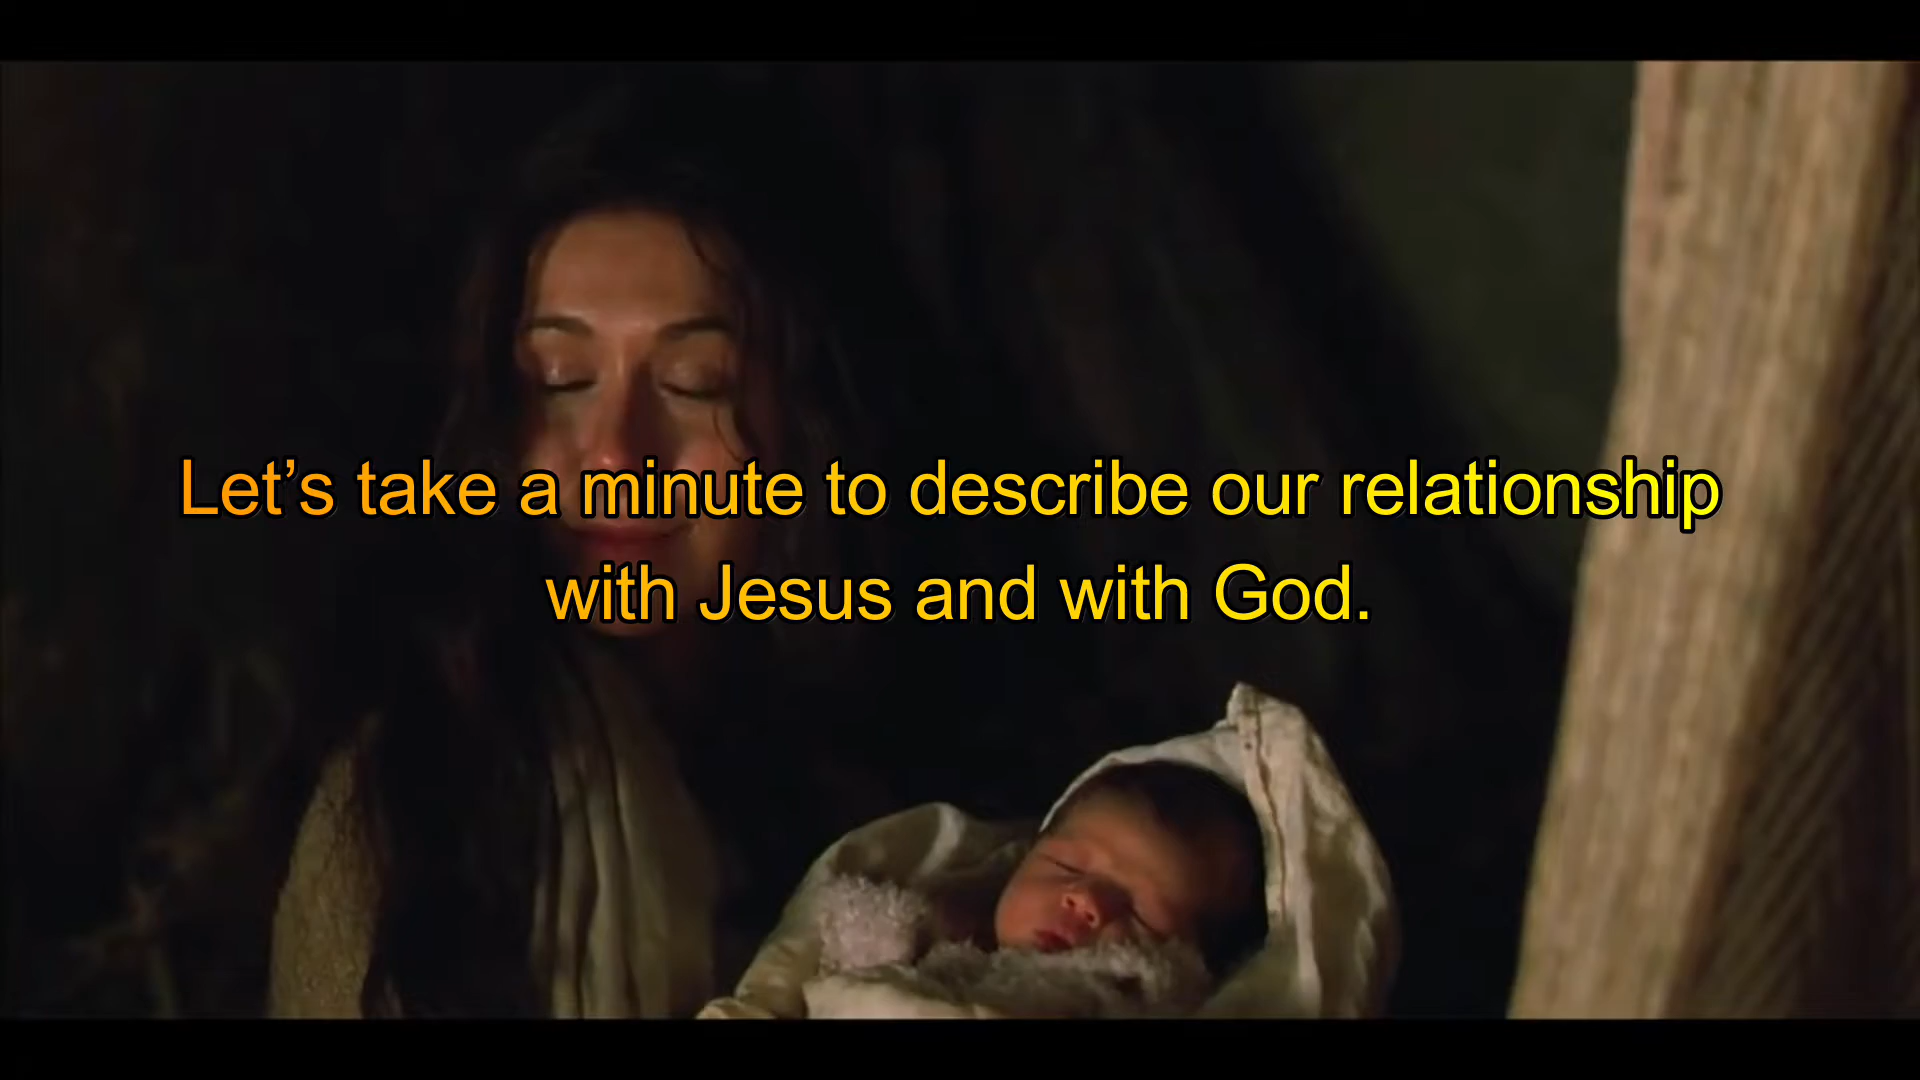 Let’s take a minute to describe our relationship
with Jesus and with God.